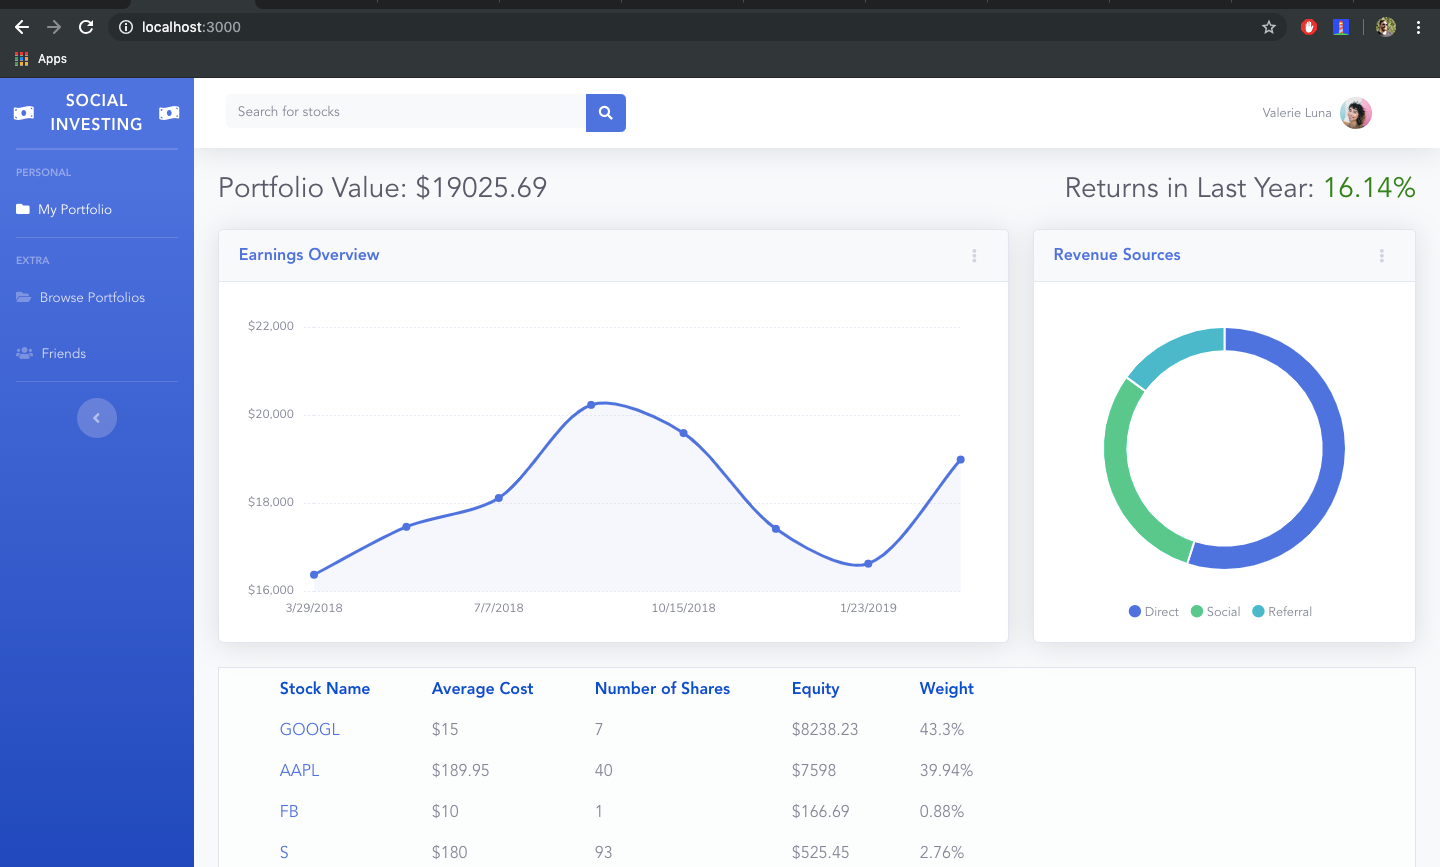 localhost:3000
Apps
SOCIAL
INVESTING
Search for stocks
Valerie Luna
PERSONAL
My Portfolio
EXTRA
Browse Portfolios
Friends
Portfolio Value: $19025.69
Returns in Last Year: 16.14%
Earnings Overview
$22,000
$20,000
$18,000
$16,000
3/29/2018 7/7/2018 10/15/2018 1/23/2019
Revenue Sources
Direct Social Referral
Stock Name Average Cost Number of Shares Equity Weight
GOOGL $15 7 $8238.23 43.3%
AAPL $189.95 40 $7598 39.94%
FB $10 1 $166.69 0.88%
S $180 93 $525.45 2.76%